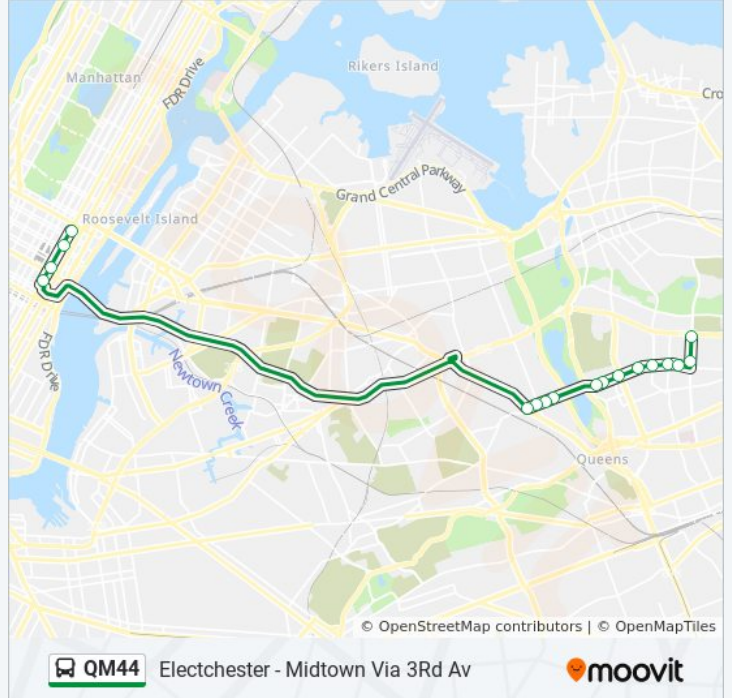 Manhattan
FDR Drive
Rikers Island
Cro
Grand Central Parkway
Roosevelt Island
FDR Drive
Newtown Creek
Queens
© OpenStreetMap contributors | © OpenMapTiles
QM44 Electchester - Midtown Via 3Rd Av
moovit